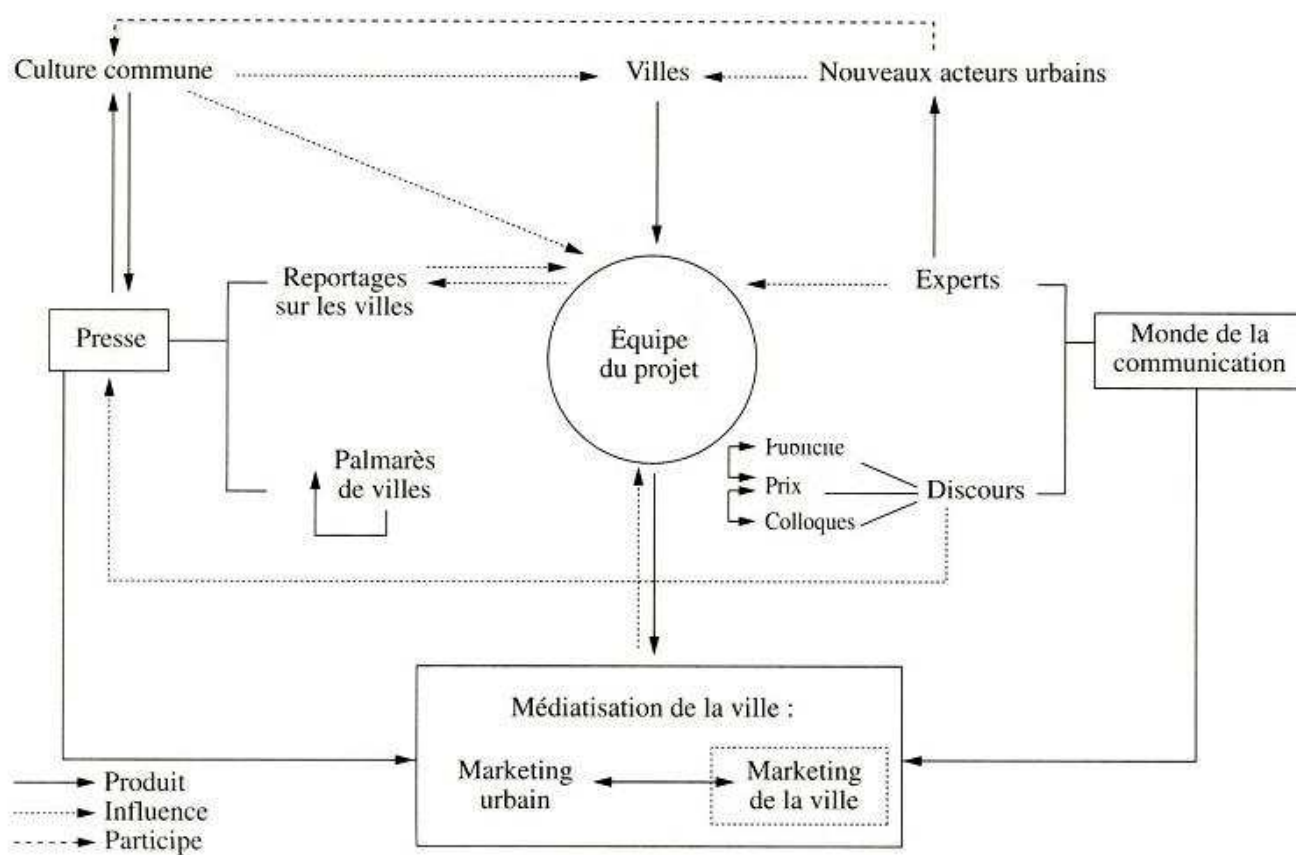 Culture commune
Villes
Nouveaux acteurs urbains
Reportages
sur les villes
Experts
Presse
Équipe
du projet
Monde de la
communication
Publicité
Palmarès
de villes
Prix
Discours
Colloques
Médiatisation de la ville :
Marketing
urbain
Marketing
de la ville
Produit
Influence
Participe